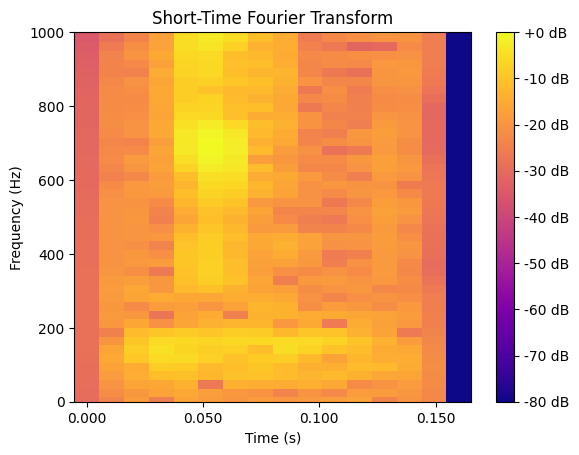 Short-Time Fourier Transform
1000
800
600
400
200
0
Frequency (Hz)
0.000
0.050
0.100
0.150
Time (s)
+0 dB
-10 dB
-20 dB
-30 dB
-40 dB
-50 dB
-60 dB
-70 dB
-80 dB